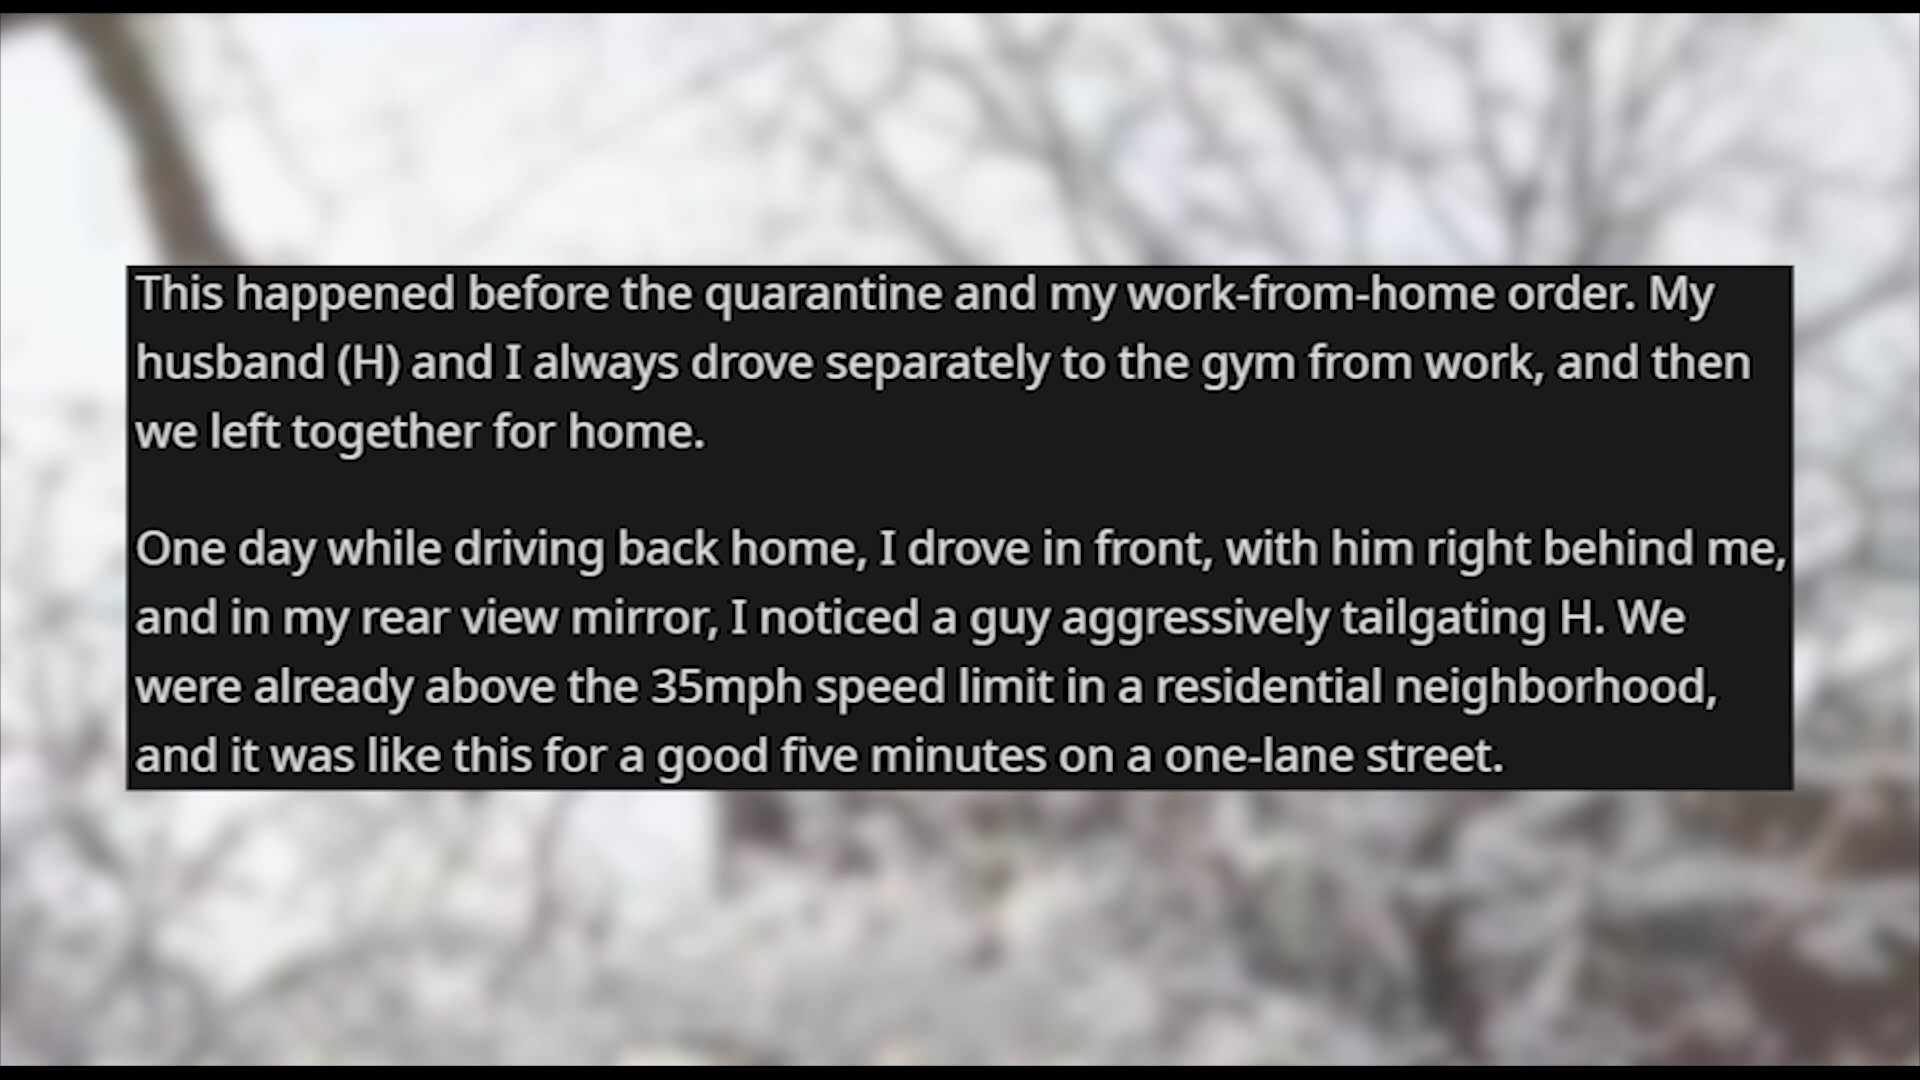 This happened before the quarantine and my work-from-home order. My
husband (H) and I always drove separately to the gym from work, and then
we left together for home.
One day while driving back home, I drove in front, with him right behind me,
and in my rear view mirror, I noticed a guy aggressively tailgating H. We
were already above the 35mph speed limit in a residential neighborhood,
and it was like this for a good five minutes on a one-lane street.